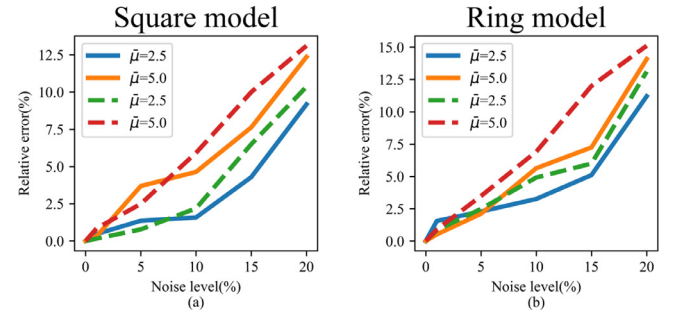 Square model
Relative error(%)
12.5
10.0
7.5
5.0
2.5
0.0
μ̄=2.5
μ̄=5.0
μ̄=2.5
μ̄=5.0
0 5 10 15 20
Noise level(%)
(a)
Ring model
Relative error(%)
15.0
12.5
10.0
7.5
5.0
2.5
0.0
μ̄=2.5
μ̄=5.0
μ̄=2.5
μ̄=5.0
0 5 10 15 20
Noise level(%)
(b)